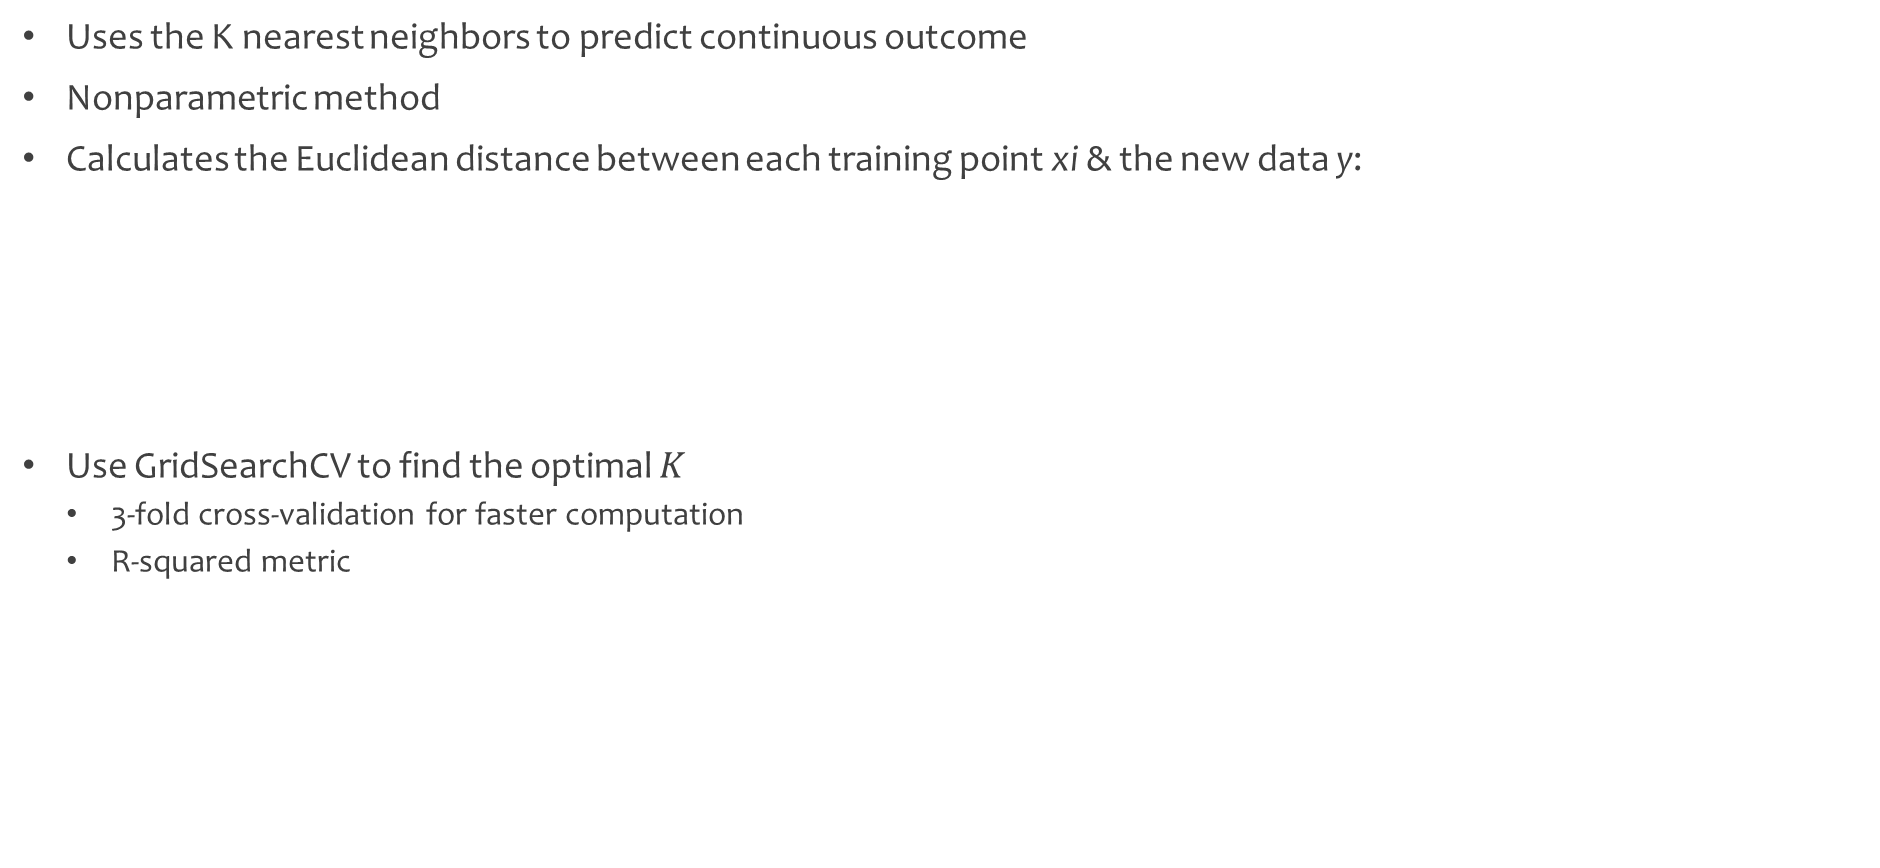 • Uses the K nearest neighbors to predict continuous outcome
• Nonparametric method
• Calculates the Euclidean distance between each training point xi & the new data y:
• Use GridSearchCV to find the optimal K
• 3-fold cross-validation for faster computation
• R-squared metric